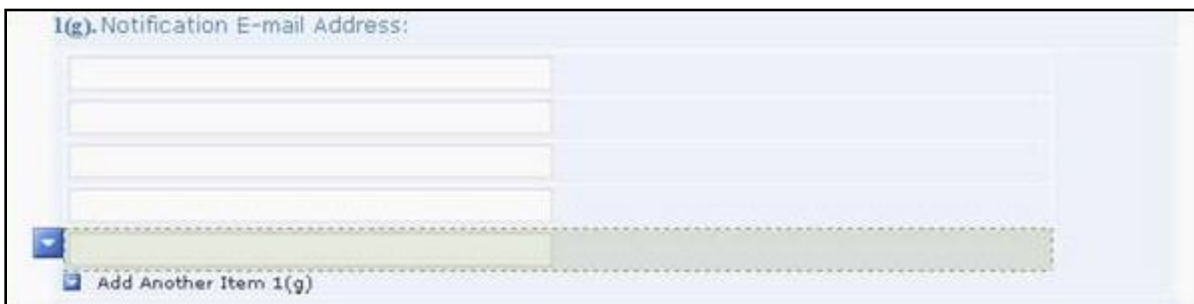 1(g). Notification E-mail Address:
Add Another Item 1(g)